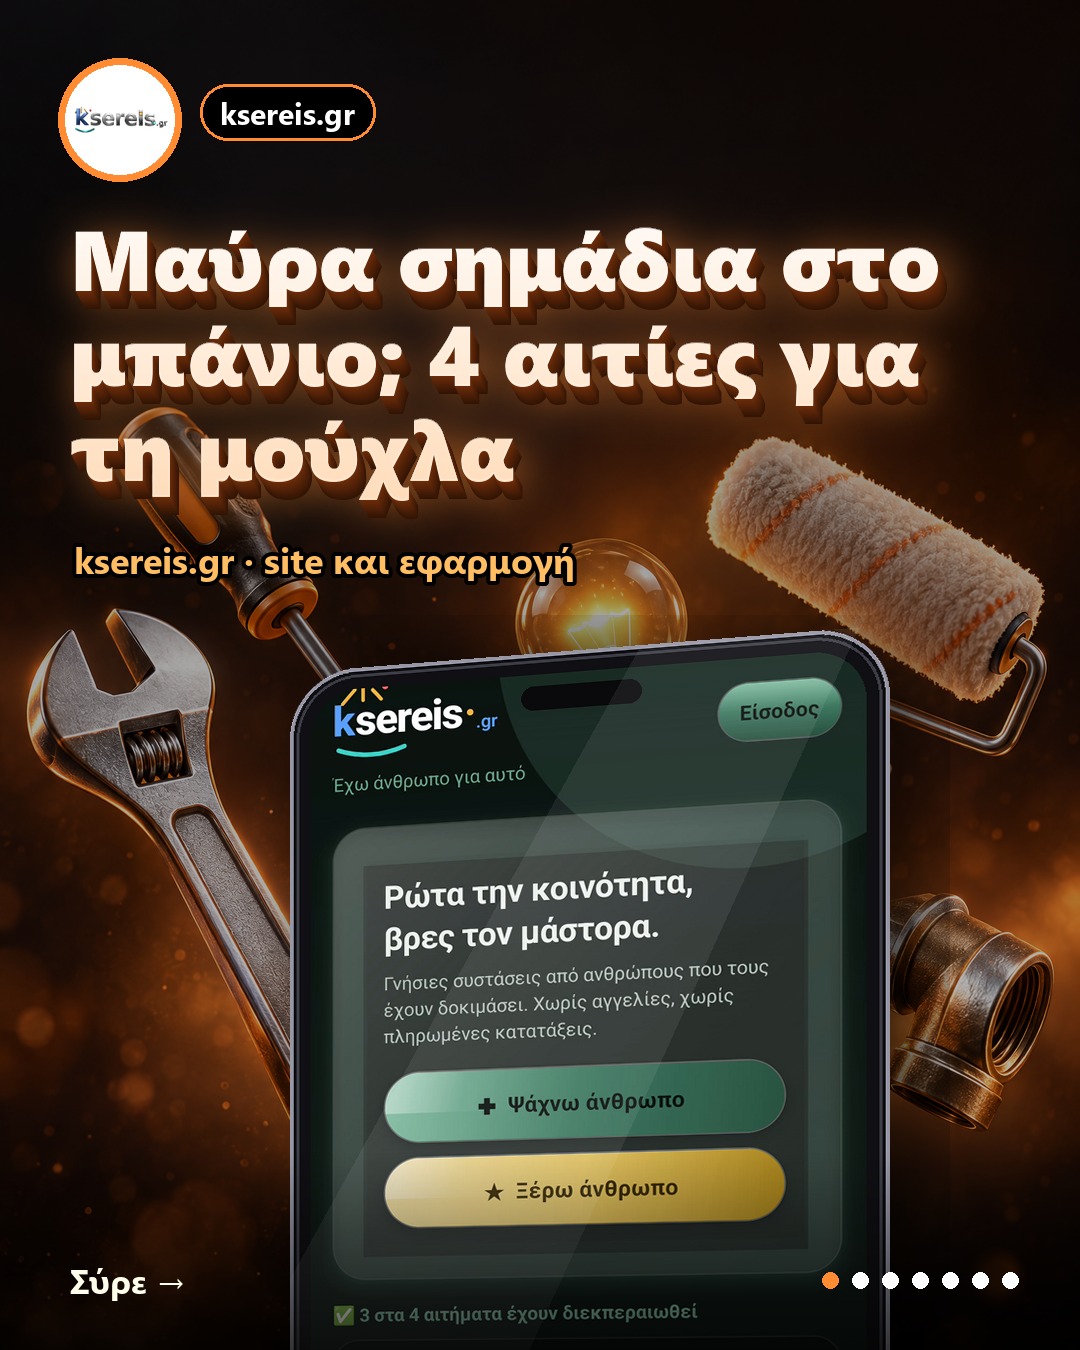 ksereis.gr
ksereis.gr
Μαύρα σημάδια στο
μπάνιο; 4 αιτίες για
τη μούχλα
ksereis.gr · site και εφαρμογή
ksereis.gr
Είσοδος
Έχω άνθρωπο για αυτό
Ρώτα την κοινότητα,
βρες τον μάστορα.
Γνήσιες συστάσεις από ανθρώπους που τους
έχουν δοκιμάσει. Χωρίς αγγελίες, χωρίς
πληρωμένες κατατάξεις.
✚ Ψάχνω άνθρωπο
★ Ξέρω άνθρωπο
✅ 3 στα 4 αιτήματα έχουν διεκπεραιωθεί
Σύρε →